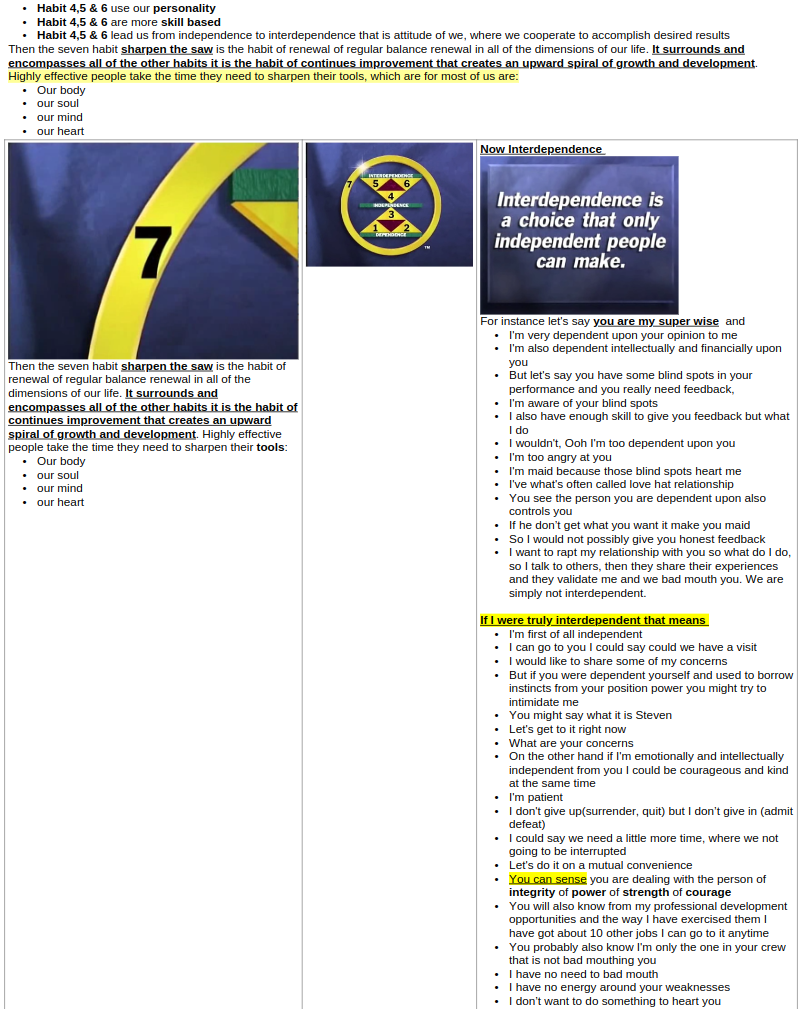 Habit 4,5 & 6 use our personality
Habit 4,5 & 6 are more skill based
Habit 4,5 & 6 lead us from independence to interdependence that is attitude of we, where we cooperate to accomplish desired results
Then the seven habit sharpen the saw is the habit of renewal of regular balance renewal in all of the dimensions of our life. It surrounds and
encompasses all of the other habits it is the habit of continues improvement that creates an upward spiral of growth and development.
Highly effective people take the time they need to sharpen their tools, which are for most of us are:
Our body
our soul
our mind
our heart
7
Then the seven habit sharpen the saw is the habit of
renewal of regular balance renewal in all of the
dimensions of our life. It surrounds and
encompasses all of the other habits it is the habit of
continues improvement that creates an upward
spiral of growth and development. Highly effective
people take the time they need to sharpen their tools:
Our body
our soul
our mind
our heart
INTERDEPENDENCE
7 5 6
4
INDEPENDENCE
3
1 2
DEPENDENCE
™
Now Interdependence
Interdependence is
a choice that only
independent people
can make.
For instance let's say you are my super wise and
I'm very dependent upon your opinion to me
I'm also dependent intellectually and financially upon
you
But let's say you have some blind spots in your
performance and you really need feedback,
I'm aware of your blind spots
I also have enough skill to give you feedback but what
I do
I wouldn't, Ooh I'm too dependent upon you
I'm too angry at you
I'm maid because those blind spots heart me
I've what's often called love hat relationship
You see the person you are dependent upon also
controls you
If he don't get what you want it make you maid
So I would not possibly give you honest feedback
I want to rapt my relationship with you so what do I do,
so I talk to others, then they share their experiences
and they validate me and we bad mouth you. We are
simply not interdependent.
If I were truly interdependent that means
I'm first of all independent
I can go to you I could say could we have a visit
I would like to share some of my concerns
But if you were dependent yourself and used to borrow
instincts from your position power you might try to
intimidate me
You might say what it is Steven
Let's get to it right now
What are your concerns
On the other hand if I'm emotionally and intellectually
independent from you I could be courageous and kind
at the same time
I'm patient
I don't give up(surrender, quit) but I don't give in (admit
defeat)
I could say we need a little more time, where we not
going to be interrupted
Let's do it on a mutual convenience
You can sense you are dealing with the person of
integrity of power of strength of courage
You will also know from my professional development
opportunities and the way I have exercised them I
have got about 10 other jobs I can go to it anytime
You probably also know I'm only the one in your crew
that is not bad mouthing you
I have no need to bad mouth
I have no energy around your weaknesses
I don't want to do something to heart you